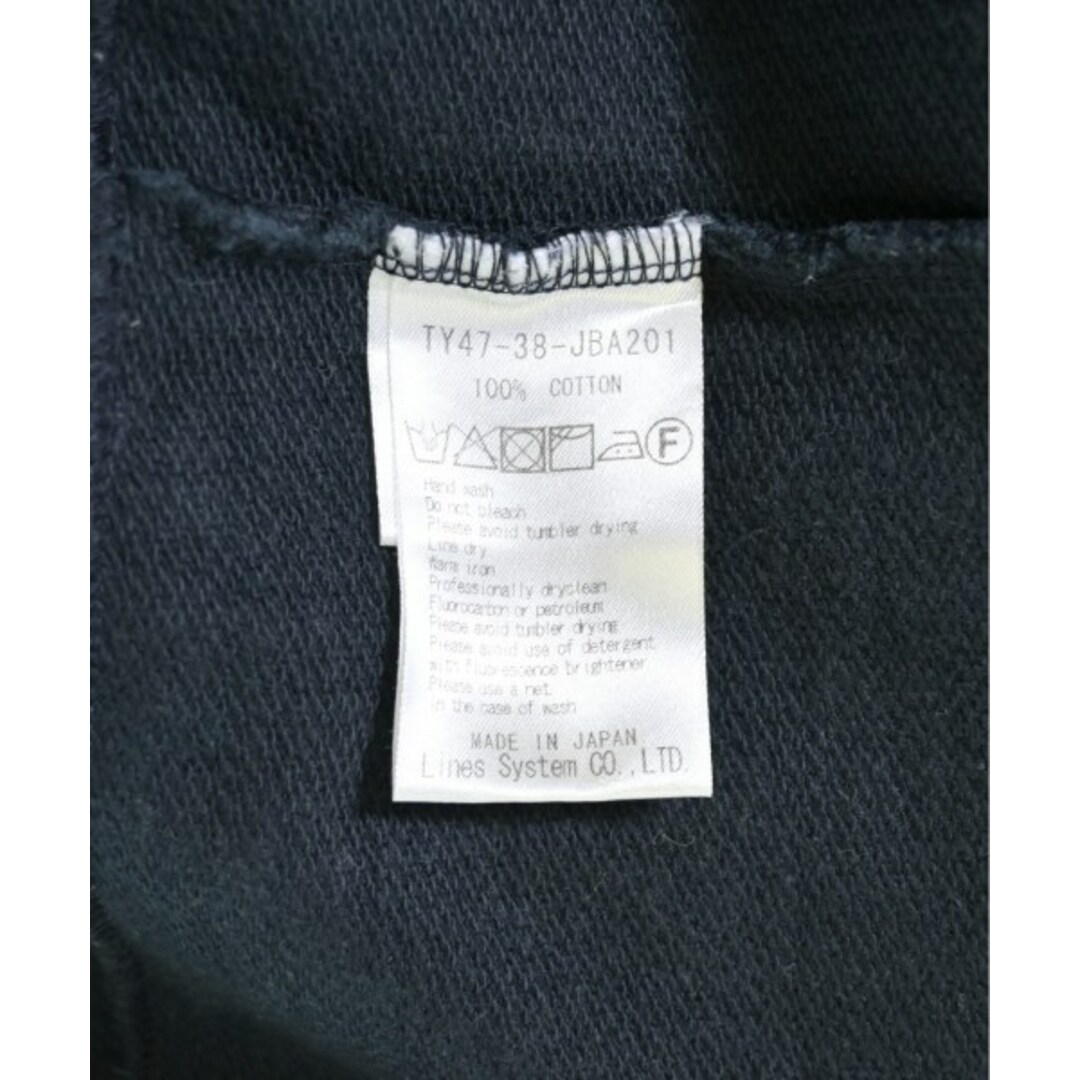 TY47-38-JBA201
100% COTTON
F
Hand wash
Do not bleach
Please avoid tumbler drying
Line dry
Warm iron
Professionally dryclean
Fluorocarbon or petroleum
Please avoid tumbler drying
Please avoid use of detergent
with fluorescence brightener
Please use a net
in the case of wash
MADE IN JAPAN
Lines System CO.,LTD.